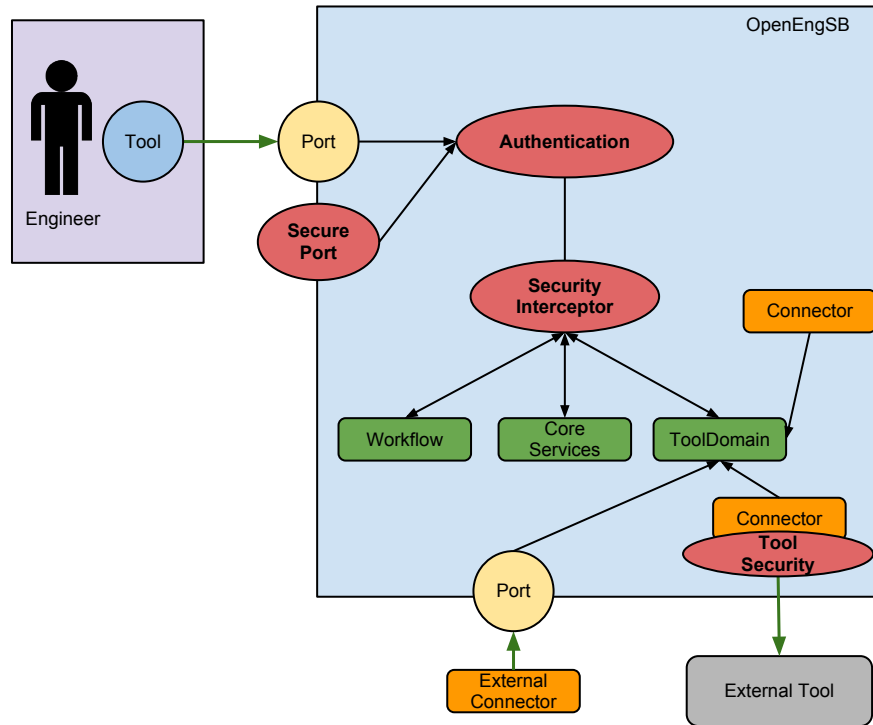 OpenEngSB
Tool
Port
Authentication
Engineer
Secure
Port
Security
Interceptor
Connector
Workflow
Core
Services
ToolDomain
Connector
Tool
Security
Port
External
Connector
External Tool